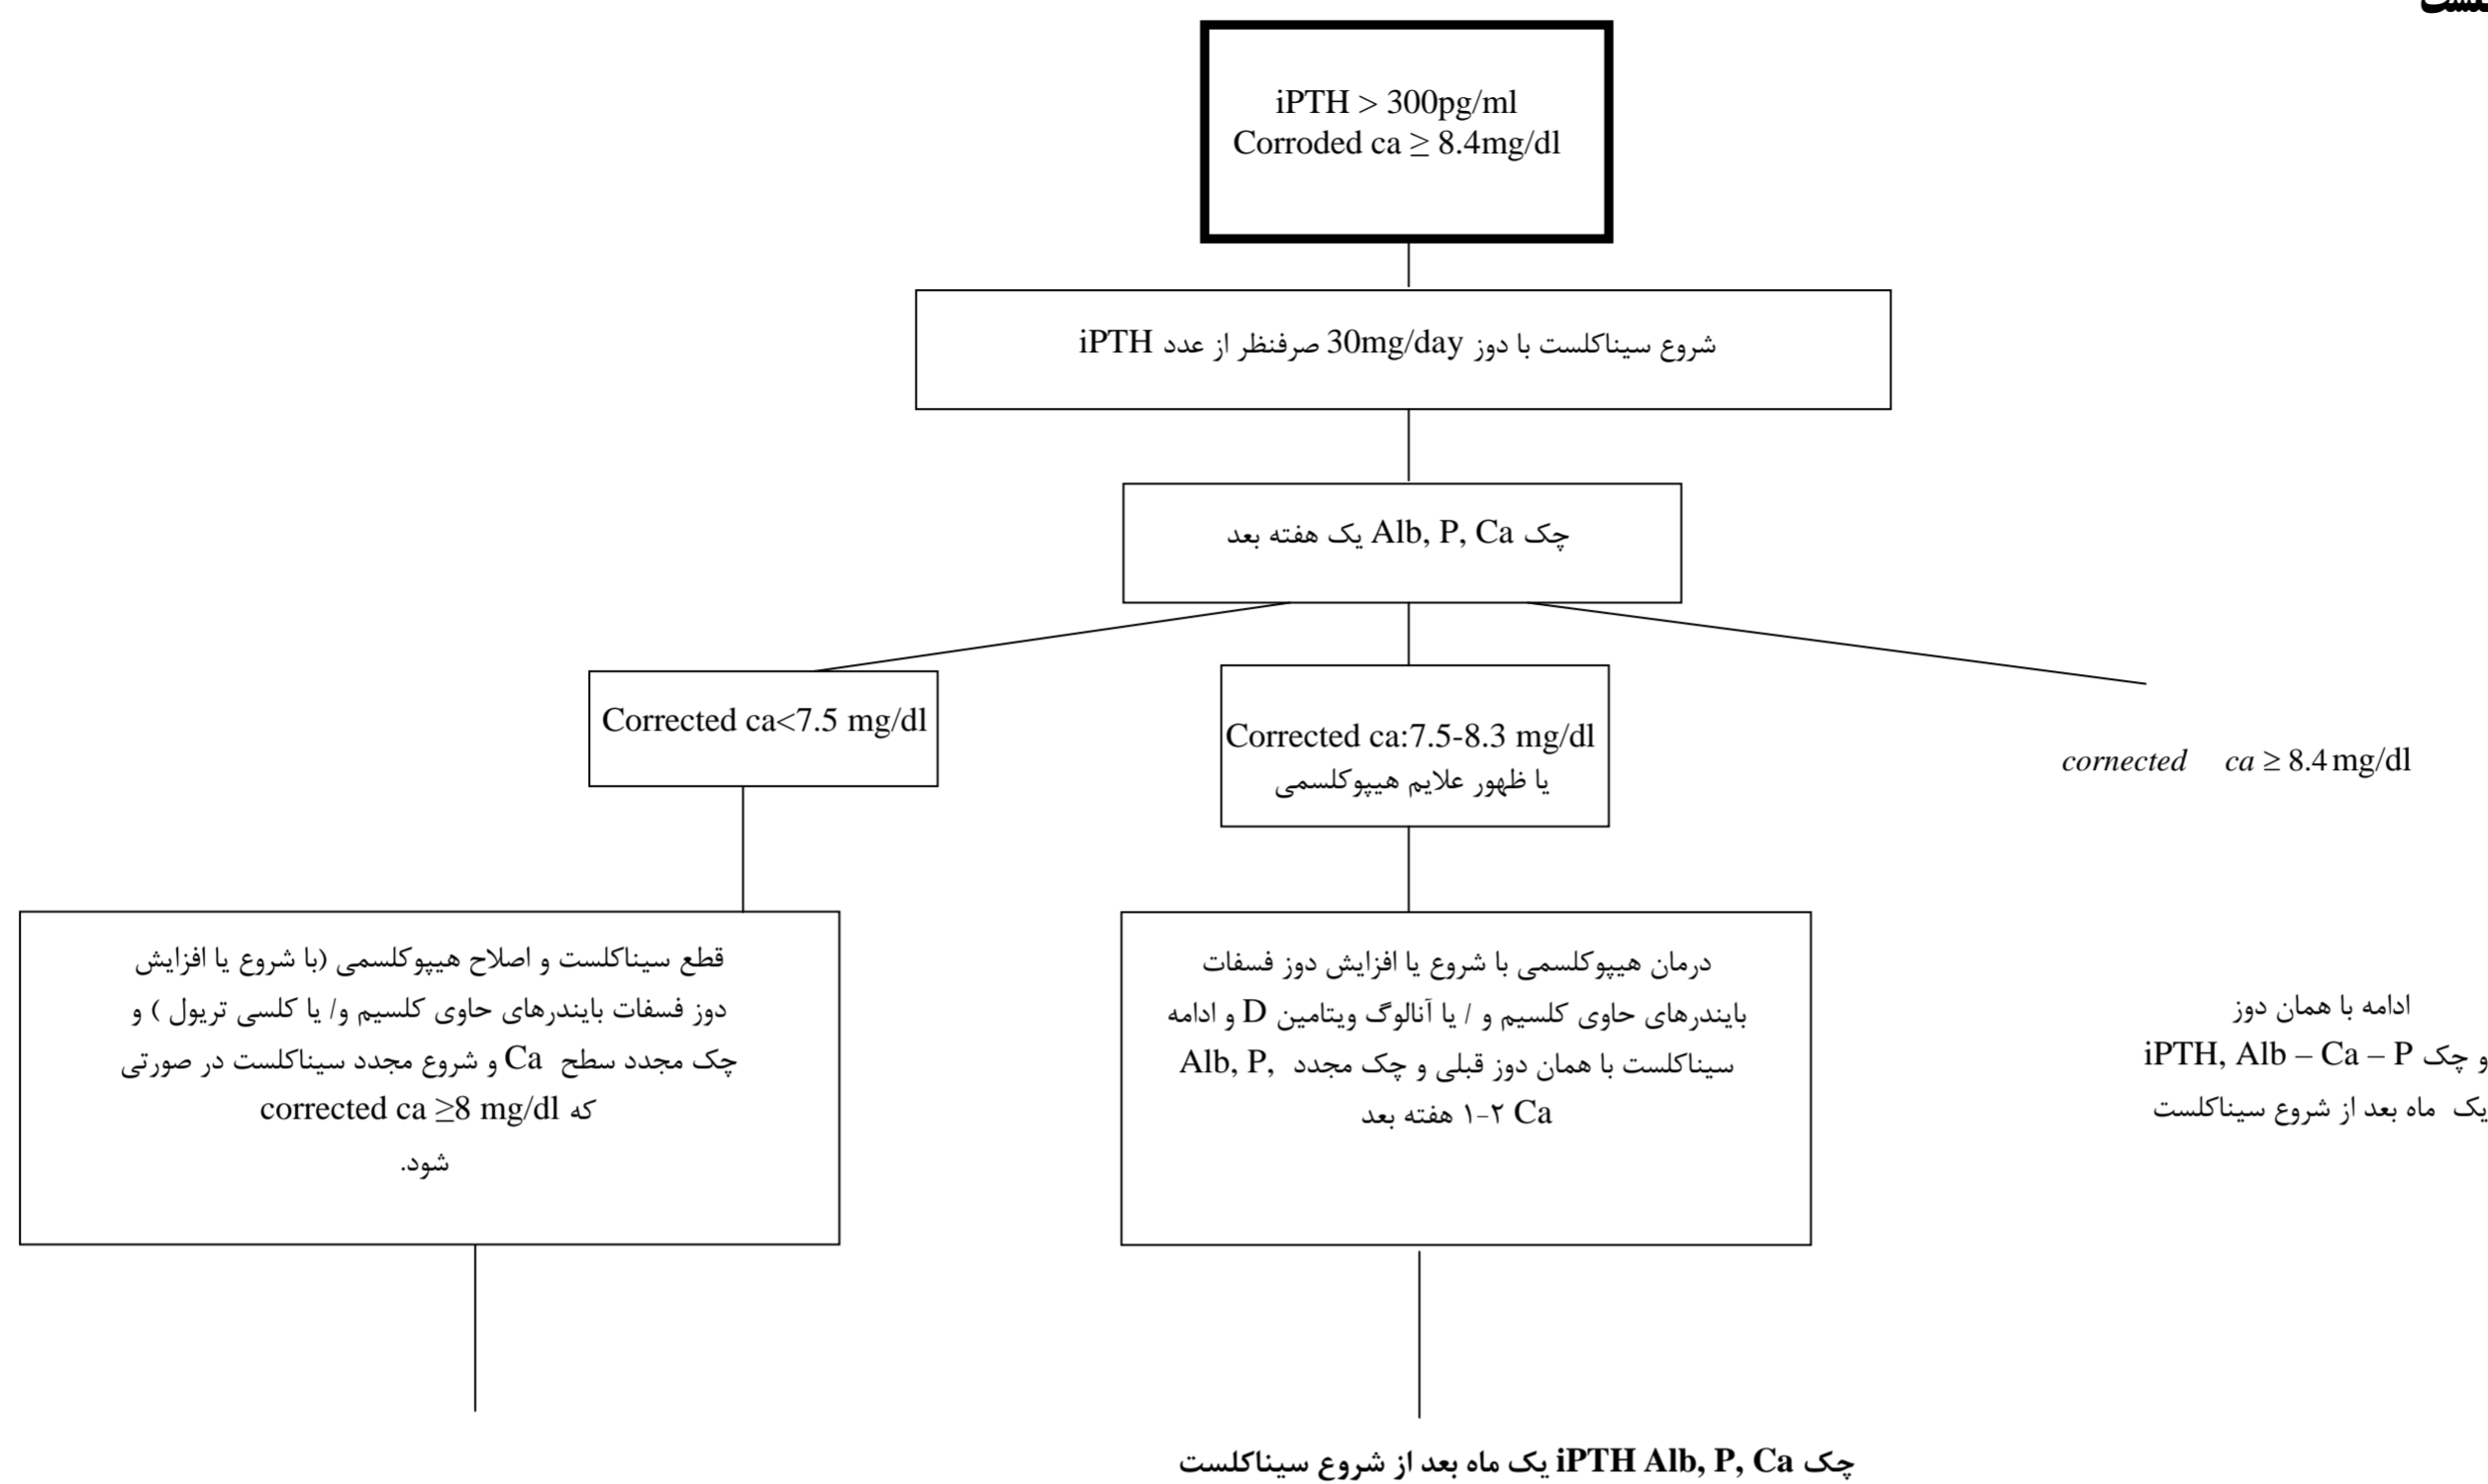 iPTH > 300pg/ml
Corroded ca ≥ 8.4mg/dl
شروع سیناکلست با دوز 30mg/day صرفنظر از عدد iPTH
چک Alb, P, Ca یک هفته بعد
cornected ca ≥ 8.4 mg/dl
Corrected ca:7.5-8.3 mg/dl
یا ظهور علایم هیپوکلسمی
Corrected ca<7.5 mg/dl
ادامه با همان دوز
و چک iPTH, Alb – Ca – P
یک ماه بعد از شروع سیناکلست
درمان هیپوکلسمی با شروع یا افزایش دوز فسفات
بایندرهای حاوی کلسیم و / یا آنالوگ ویتامین D و ادامه
سیناکلست با همان دوز قبلی و چک مجدد Alb, P,
Ca ۱-۲ هفته بعد
قطع سیناکلست و اصلاح هیپوکلسمی (با شروع یا افزایش
دوز فسفات بایندرهای حاوی کلسیم و/ یا کلسی تریول ) و
چک مجدد سطح Ca و شروع مجدد سیناکلست در صورتی
که corrected ca ≥8 mg/dl
شود.
چک iPTH Alb, P, Ca یک ماه بعد از شروع سیناکلست